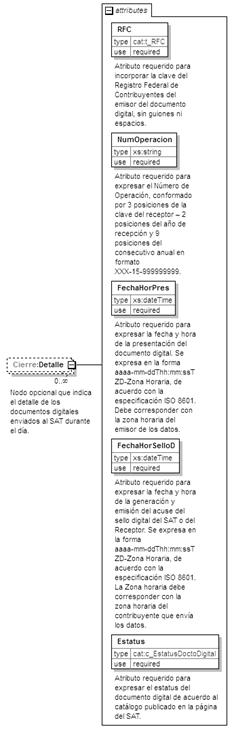 attributes
RFC
type cat:t_RFC
use required
Atributo requerido para
incorporar la clave del
Registro Federal de
Contribuyentes del
emisor del documento
digital, sin guiones ni
espacios.
NumOperacion
type xs:string
use required
Atributo requerido para
expresar el Número de
Operación, conformado
por 3 posiciones de la
clave del receptor – 2
posiciones del año de
recepción y 9
posiciones del
consecutivo anual en
formato
XXX-15-999999999.
FechaHorPres
type xs:dateTime
use required
Atributo requerido para
expresar la fecha y hora
de la presentación del
documento digital. Se
expresa en la forma
aaaa-mm-ddThh:mm:ssT
ZD-Zona Horaria, de
acuerdo con la
especificación ISO 8601.
Debe corresponder con
la zona horaria del
emisor de los datos.
Cierre:Detalle
0..∞
Nodo opcional que indica
el detalle de los
documentos digitales
enviados al SAT durante
el día.
FechaHorSelloD
type xs:dateTime
use required
Atributo requerido para
expresar la fecha y hora
de la generación y
emisión del acuse del
sello digital del SAT o del
Receptor. Se expresa en
la forma
aaaa-mm-ddThh:mm:ssT
ZD-Zona Horaria, de
acuerdo con la
especificación ISO 8601.
La Zona horaria debe
corresponder con la
zona horaria del
contribuyente que envía
los datos.
Estatus
type cat:c_EstatusDoctoDigital
use required
Atributo requerido para
expresar el estatus del
documento digital de acuerdo al
catálogo publicado en la página
del SAT.